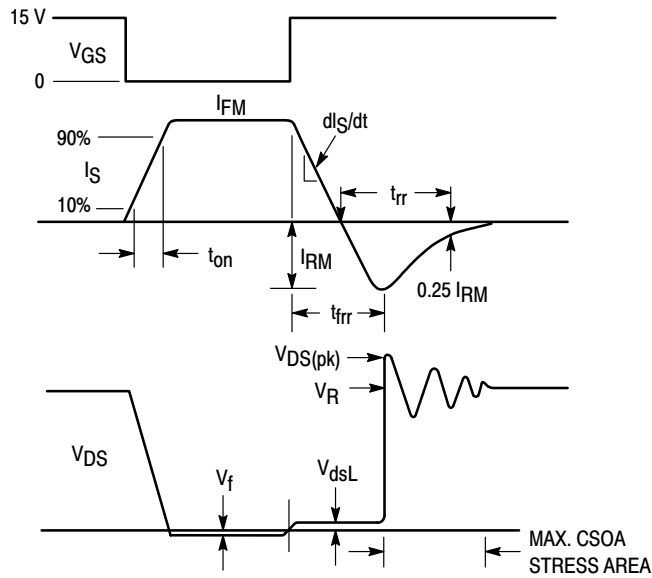 15 V
VGS
0
IFM
dIS/dt
90%
IS
trr
10%
ton
IRM
0.25 IRM
tfrr
VDS(pk)
VR
VDS
Vf
VdsL
MAX. CSOA
STRESS AREA